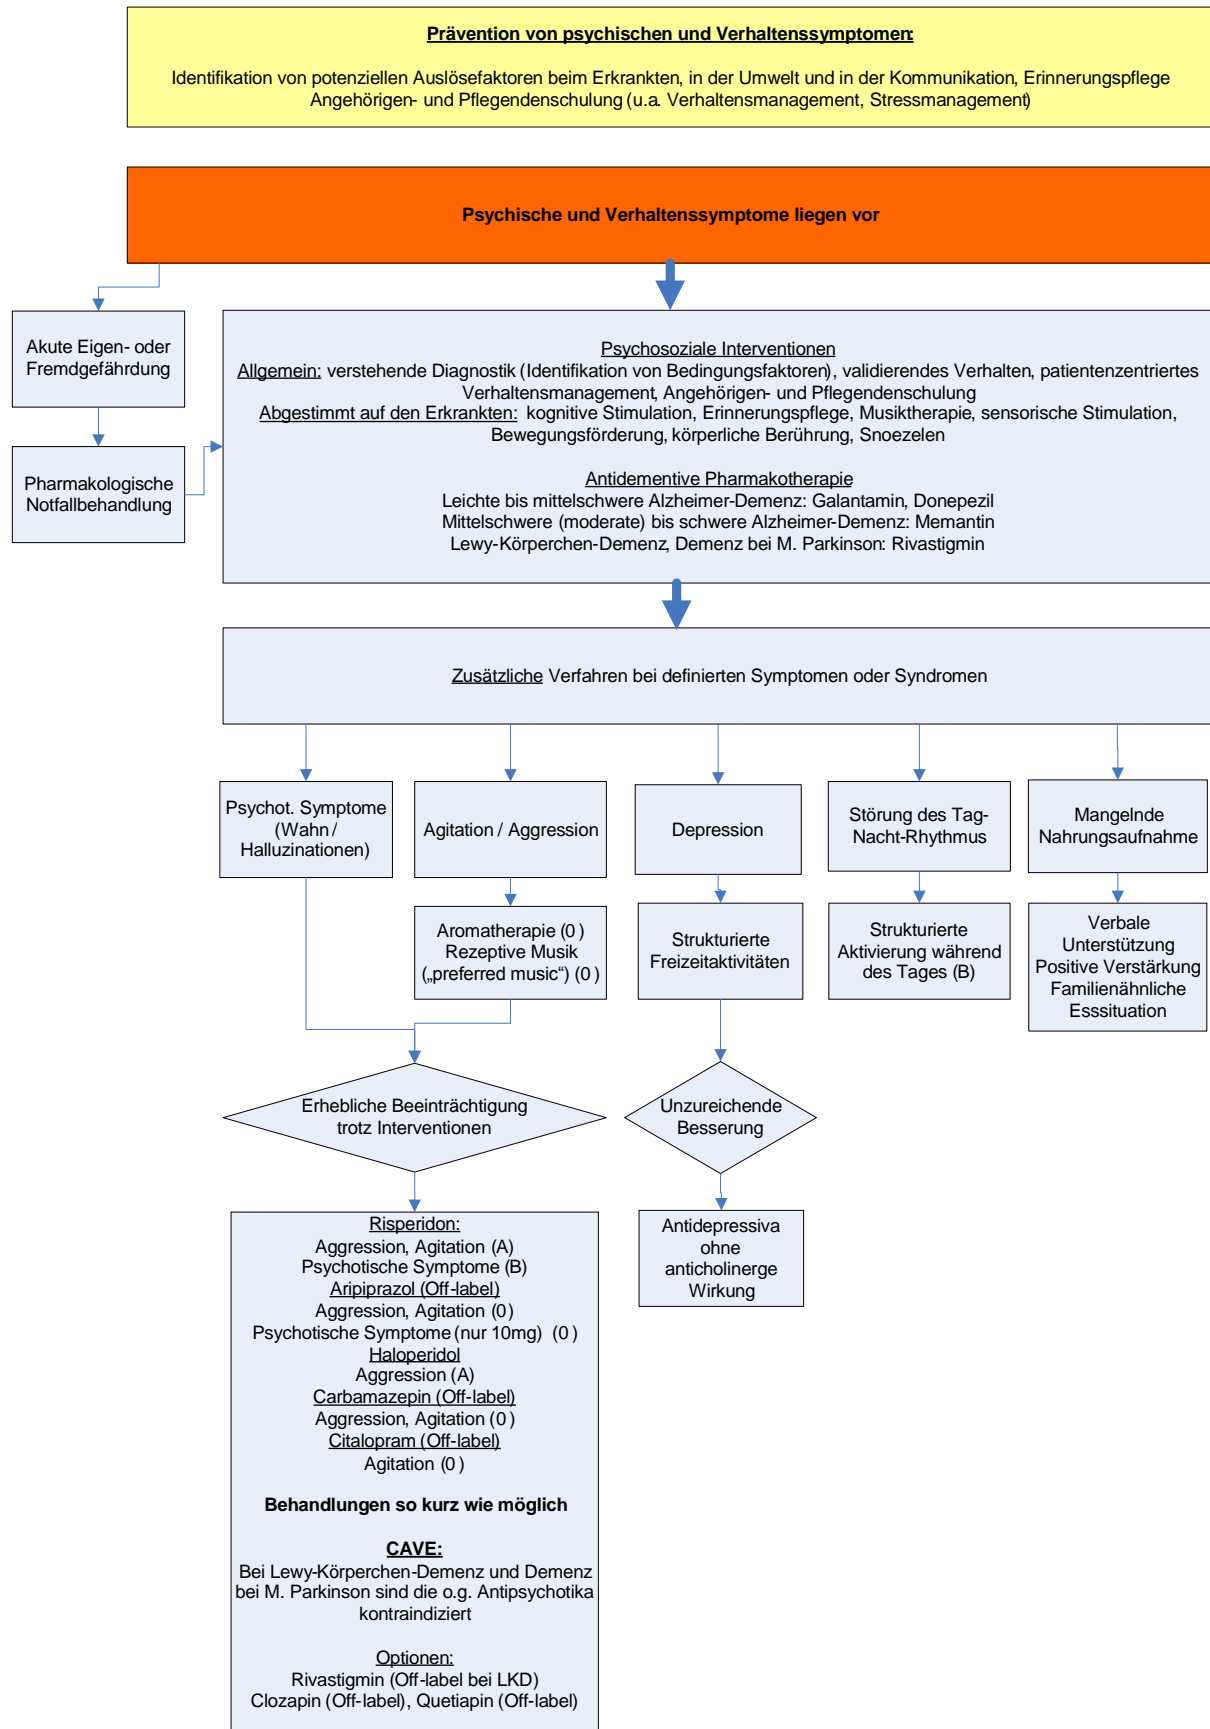 Prävention von psychischen und Verhaltenssymptomen:
Identifikation von potenziellen Auslösefaktoren beim Erkrankten, in der Umwelt und in der Kommunikation, Erinnerungspflege
Angehörigen- und Pflegendenschulung (u.a. Verhaltensmanagement, Stressmanagement)
Psychische und Verhaltenssymptome liegen vor
Akute Eigen- oder
Fremdgefährdung
Pharmakologische
Notfallbehandlung
Psychosoziale Interventionen
Allgemein: verstehende Diagnostik (Identifikation von Bedingungsfaktoren), validierendes Verhalten, patientenzentriertes
Verhaltensmanagement, Angehörigen- und Pflegendenschulung
Abgestimmt auf den Erkrankten: kognitive Stimulation, Erinnerungspflege, Musiktherapie, sensorische Stimulation,
Bewegungsförderung, körperliche Berührung, Snoezelen
Antidementive Pharmakotherapie
Leichte bis mittelschwere Alzheimer-Demenz: Galantamin, Donepezil
Mittelschwere (moderate) bis schwere Alzheimer-Demenz: Memantin
Lewy-Körperchen-Demenz, Demenz bei M. Parkinson: Rivastigmin
Zusätzliche Verfahren bei definierten Symptomen oder Syndromen
Psychot. Symptome
(Wahn /
Halluzinationen)
Agitation / Aggression
Depression
Störung des Tag-
Nacht-Rhythmus
Mangelnde
Nahrungsaufnahme
Aromatherapie (0 )
Rezeptive Musik
(„preferred music“) (0 )
Strukturierte
Freizeitaktivitäten
Strukturierte
Aktivierung während
des Tages (B)
Verbale
Unterstützung
Positive Verstärkung
Familienähnliche
Esssituation
Erhebliche Beeinträchtigung
trotz Interventionen
Unzureichende
Besserung
Risperidon:
Aggression, Agitation (A)
Psychotische Symptome (B)
Aripiprazol (Off-label)
Aggression, Agitation (0 )
Psychotische Symptome (nur 10mg) (0 )
Haloperidol
Aggression (A)
Carbamazepin (Off-label)
Aggression, Agitation (0 )
Citalopram (Off-label)
Agitation (0 )
Behandlungen so kurz wie möglich
CAVE:
Bei Lewy-Körperchen-Demenz und Demenz
bei M. Parkinson sind die o.g. Antipsychotika
kontraindiziert
Optionen:
Rivastigmin (Off-label bei LKD)
Clozapin (Off-label), Quetiapin (Off-label)
Antidepressiva
ohne
anticholinerge
Wirkung